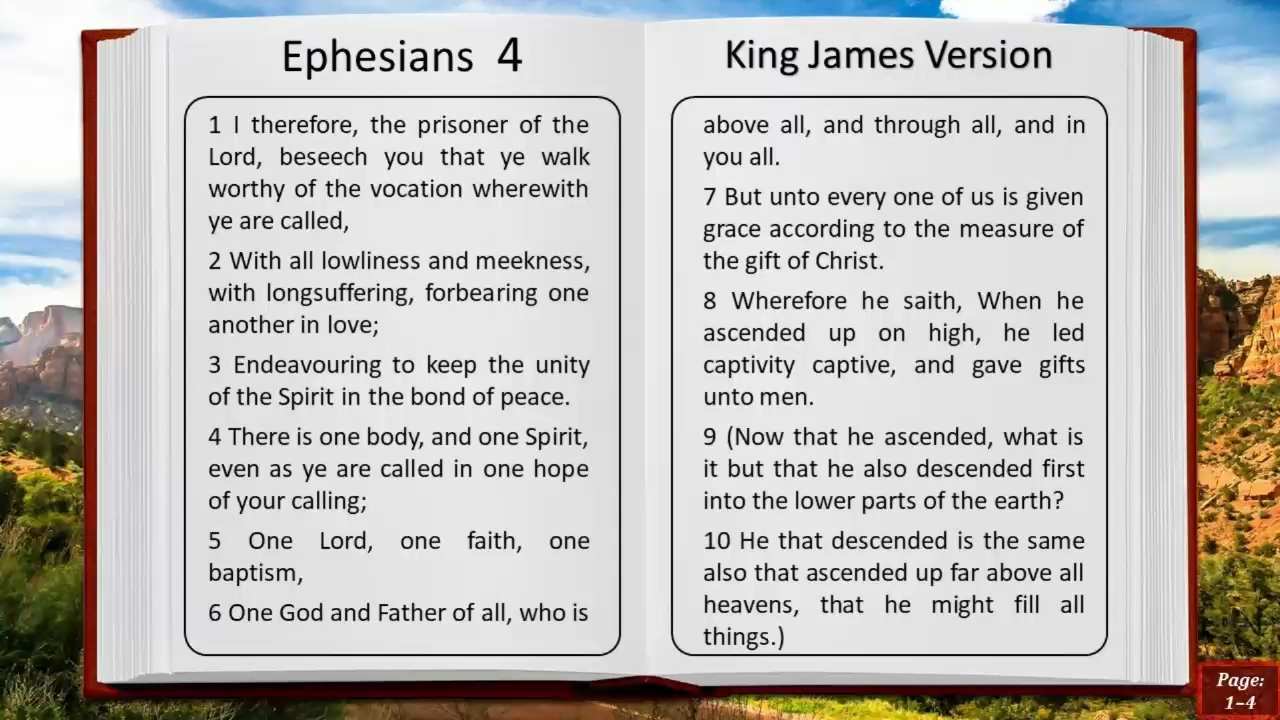 Ephesians 4
1 I therefore, the prisoner of the
Lord, beseech you that ye walk
worthy of the vocation wherewith
ye are called,
2 With all lowliness and meekness,
with longsuffering, forbearing one
another in love;
3 Endeavouring to keep the unity
of the Spirit in the bond of peace.
4 There is one body, and one Spirit,
even as ye are called in one hope
of your calling;
5 One Lord, one faith, one
baptism,
6 One God and Father of all, who is
King James Version
above all, and through all, and in
you all.
7 But unto every one of us is given
grace according to the measure of
the gift of Christ.
8 Wherefore he saith, When he
ascended up on high, he led
captivity captive, and gave gifts
unto men.
9 (Now that he ascended, what is
it but that he also descended first
into the lower parts of the earth?
10 He that descended is the same
also that ascended up far above all
heavens, that he might fill all
things.)
Page:
1–4